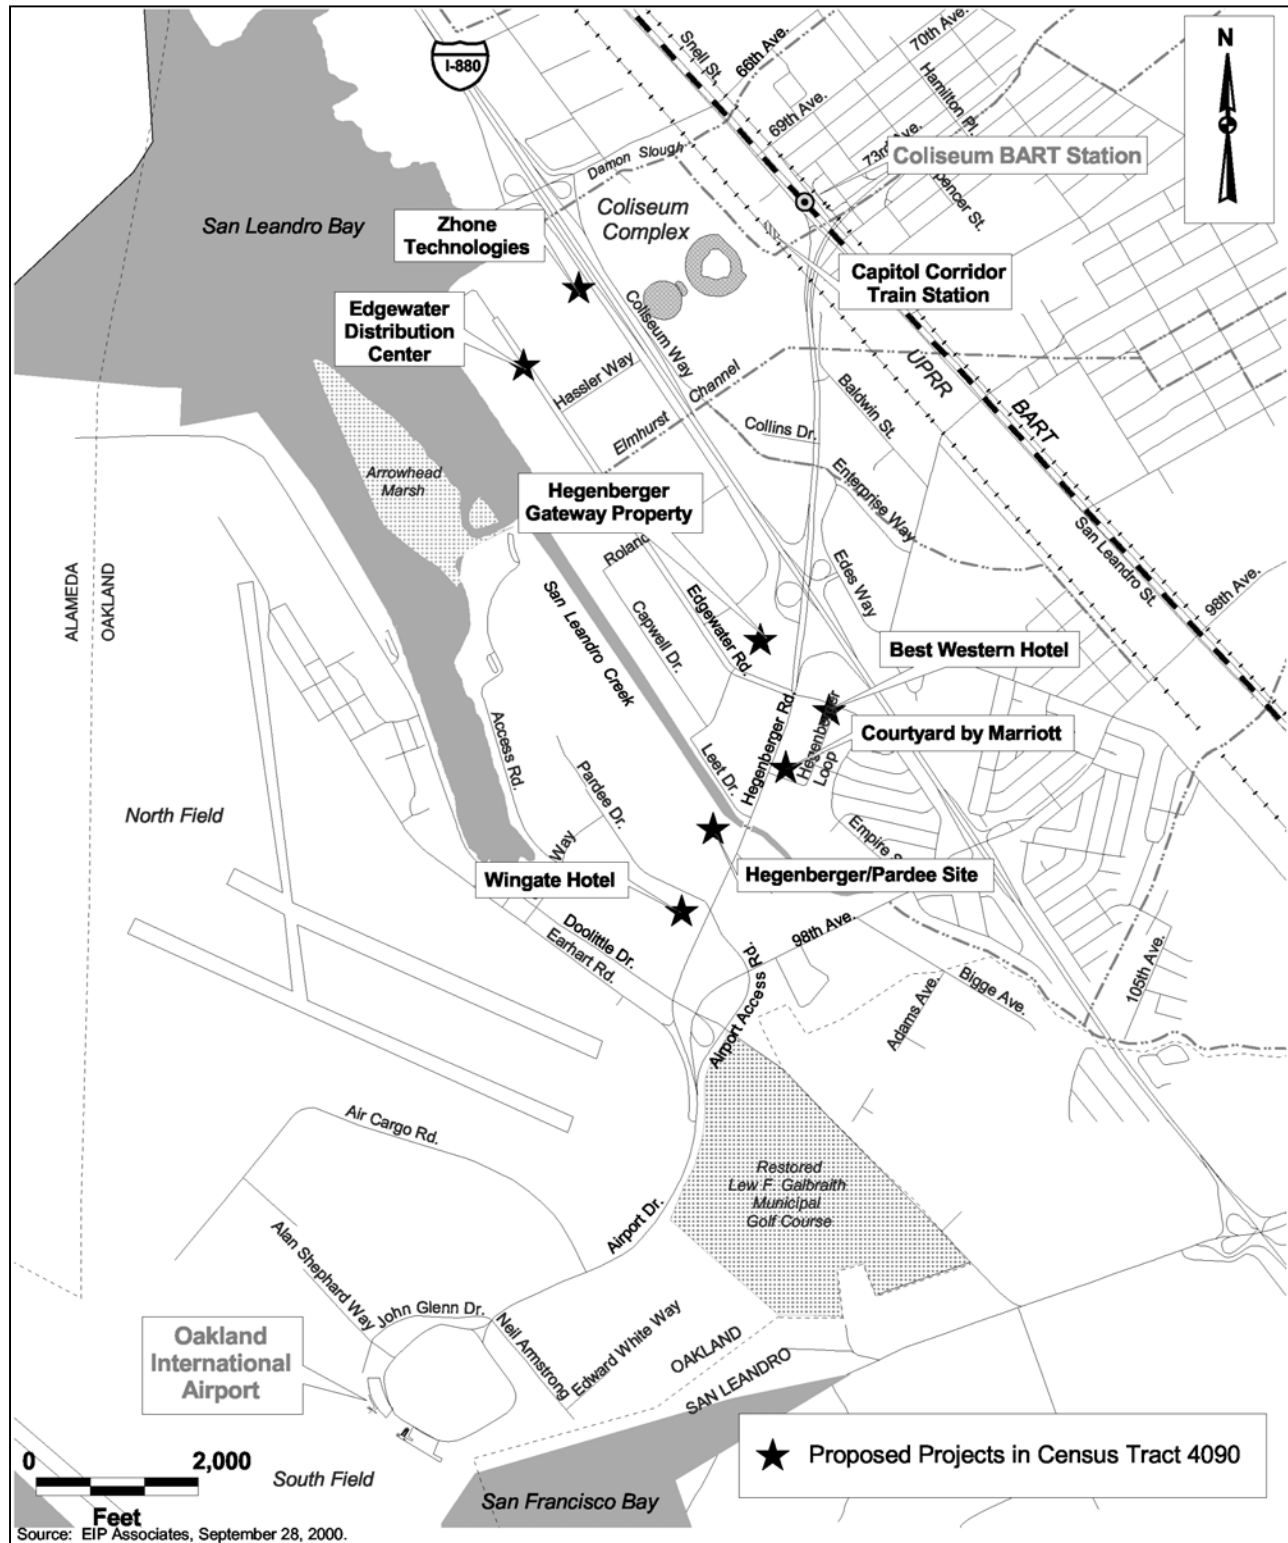 I-880
N
Snell St.
66th Ave.
70th Ave.
69th Ave.
Hamilton Pl.
73rd Ave.
Coliseum BART Station
Spencer St.
Damon Slough
San Leandro Bay
Zhone
Technologies
Coliseum
Complex
Capitol Corridor
Train Station
Edgewater
Distribution
Center
Coliseum Way
Hassler Way
Elmhurst Channel
UPRR
BART
Baldwin St.
Collins Dr.
Enterprise Way
Arrowhead
Marsh
Hegenberger
Gateway Property
San Leandro St.
98th Ave.
ALAMEDA
OAKLAND
Edes Way
Edgewater Rd.
Capwell Dr.
San Leandro Creek
Best Western Hotel
Hegenberger Rd.
Hegenberger
Loop
Courtyard by Marriott
Access Rd.
Leet Dr.
Pardee Dr.
North Field
Way
Empire
Wingate Hotel
Hegenberger/Pardee Site
Doolittle Dr.
Earhart Rd.
98th Ave.
Airport Access Rd.
Bigge Ave.
Adams Ave.
105th Ave.
Air Cargo Rd.
Restored
Lew F. Galbraith
Municipal
Golf Course
Airport Dr.
Alan Shephard Way
John Glenn Dr.
Neil Armstrong
Edward White Way
OAKLAND
SAN LEANDRO
Oakland
International
Airport
0 2,000
Feet
South Field
San Francisco Bay
Proposed Projects in Census Tract 4090
Source: EIP Associates, September 28, 2000.